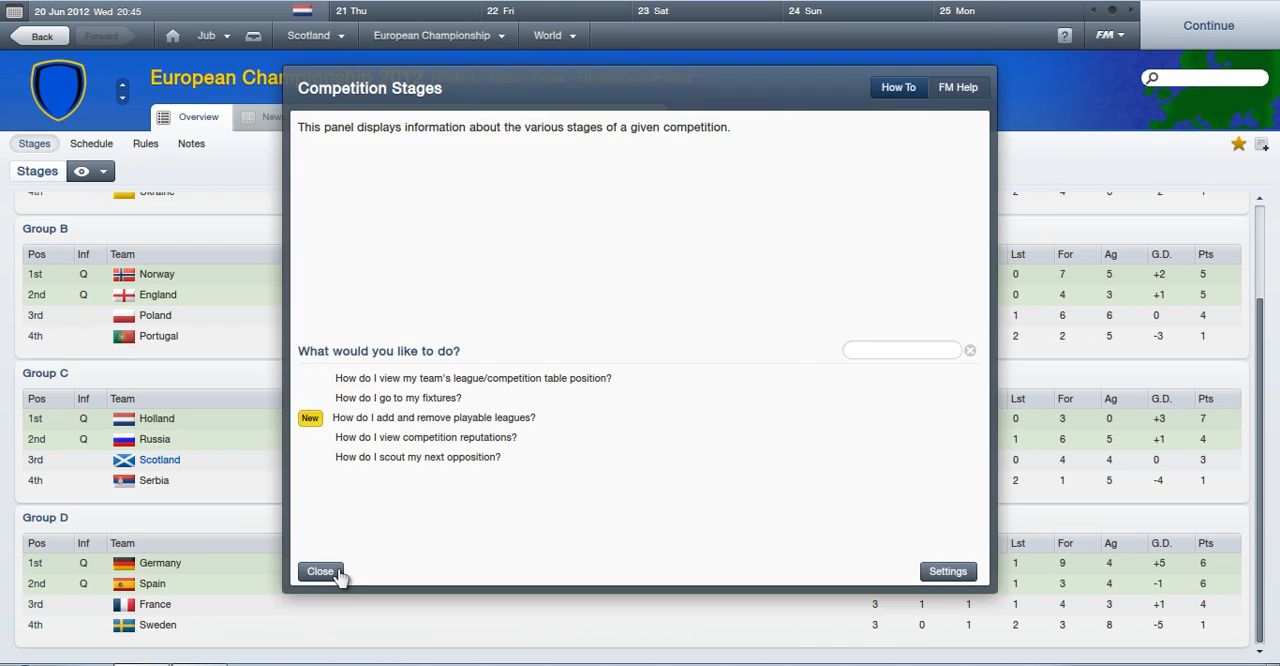 20 Jun 2012 Wed 20:45 21 Thu 22 Fri 23 Sat 24 Sun 25 Mon
Continue
Back Forward Jub Scotland European Championship World ? FM
European Championship 2012
Competition Stages How To FM Help
Overview News
This panel displays information about the various stages of a given competition.
Stages Schedule Rules Notes
Stages
4th Ukraine 2 4 1
Group B
Pos Inf Team Lst For Ag G.D. Pts
1st Q Norway 0 7 5 +2 5
2nd Q England 0 4 3 +1 5
3rd Poland 1 6 6 0 4
4th Portugal 2 2 5 -3 1
What would you like to do?
Group C
How do I view my team's league/competition table position?
Pos Inf Team How do I go to my fixtures? Lst For Ag G.D. Pts
1st Q Holland New How do I add and remove playable leagues? 0 3 0 +3 7
2nd Q Russia How do I view competition reputations? 1 6 5 +1 4
3rd Scotland How do I scout my next opposition? 0 4 4 0 3
4th Serbia 2 1 5 -4 1
Group D
Pos Inf Team Lst For Ag G.D. Pts
1st Q Germany Close Settings 1 9 4 +5 6
2nd Q Spain 1 3 4 -1 6
3rd France 3 1 1 1 4 3 +1 4
4th Sweden 3 0 1 2 3 8 -5 1